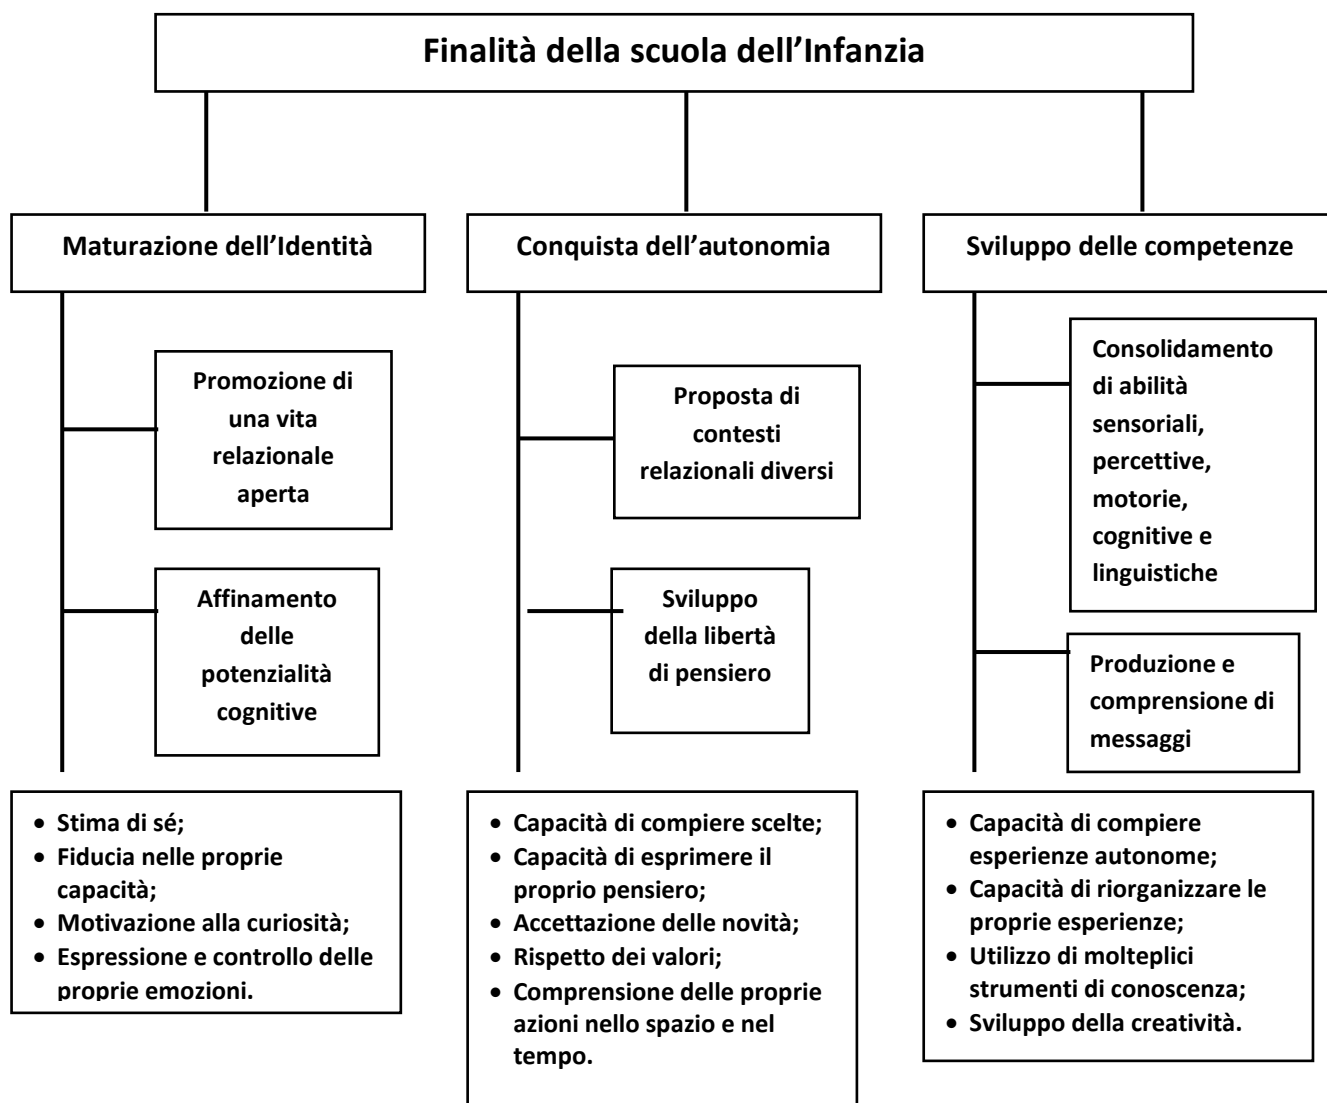 Finalità della scuola dell’Infanzia
Maturazione dell’Identità
Promozione di
una vita
relazionale
aperta
Affinamento
delle
potenzialità
cognitive
• Stima di sé;
• Fiducia nelle proprie
capacità;
• Motivazione alla curiosità;
• Espressione e controllo delle
proprie emozioni.
Conquista dell’autonomia
Proposta di
contesti
relazionali diversi
Sviluppo
della libertà
di pensiero
• Capacità di compiere scelte;
• Capacità di esprimere il
proprio pensiero;
• Accettazione delle novità;
• Rispetto dei valori;
• Comprensione delle proprie
azioni nello spazio e nel
tempo.
Sviluppo delle competenze
Consolidamento
di abilità
sensoriali,
percettive,
motorie,
cognitive e
linguistiche
Produzione e
comprensione di
messaggi
• Capacità di compiere
esperienze autonome;
• Capacità di riorganizzare le
proprie esperienze;
• Utilizzo di molteplici
strumenti di conoscenza;
• Sviluppo della creatività.